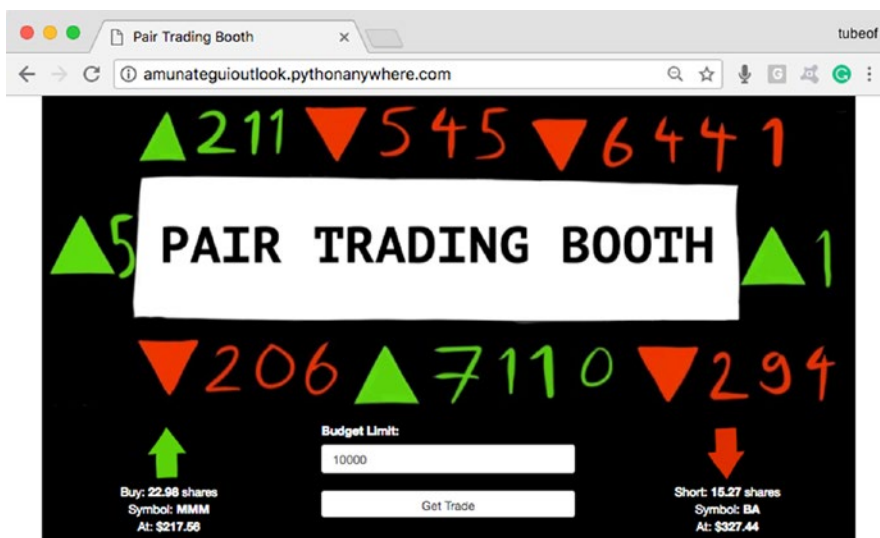 Pair Trading Booth
tubeof
amunateguioutlook.pythonanywhere.com
211 545 6441
5 PAIR TRADING BOOTH 1
206 7110 294
Budget Limit:
10000
Get Trade
Buy: 22.98 shares
Symbol: MMM
At: $217.56
Short: 15.27 shares
Symbol: BA
At: $327.44